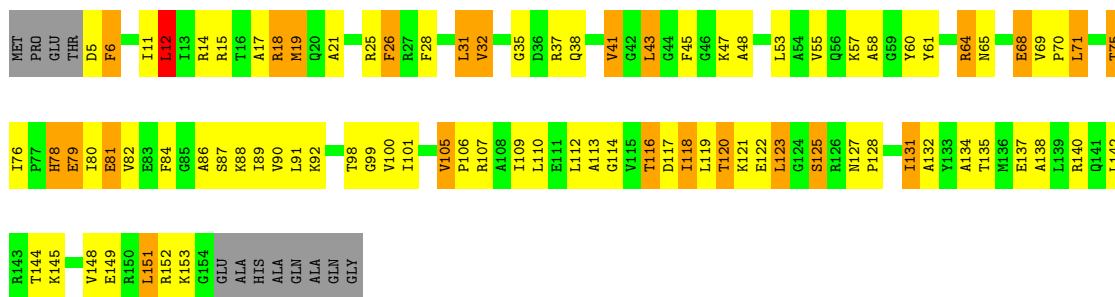 MET PRO GLU THR D5 F6 I11 L12 I13 R14 R15 T16 A17 R18 M19 Q20 A21 R25 F26 R27 F28 L31 V32 G35 D36 R37 Q38 V41 G42 L43 G44 F45 G46 K47 A48 L53 A54 V55 Q56 K57 A58 G59 Y60 Y61 R64 N65 E68 V69 P70 L71 T75
I76 P77 H78 E79 I80 E81 V82 E83 F84 G85 A86 S87 K88 I89 V90 L91 K92 T98 G99 V100 I101 V105 P106 R107 A108 I109 L110 E111 L112 A113 G114 V115 T116 D117 I118 L119 T120 K121 E122 L123 G124 S125 R126 N127 P128 I131 A132 Y133 A134 T135 M136 E137 A138 L139 R140 Q141 L142
R143 T144 K145 V148 E149 R150 L151 R152 K153 G154 GLU ALA HIS ALA GLN ALA GLN GLY